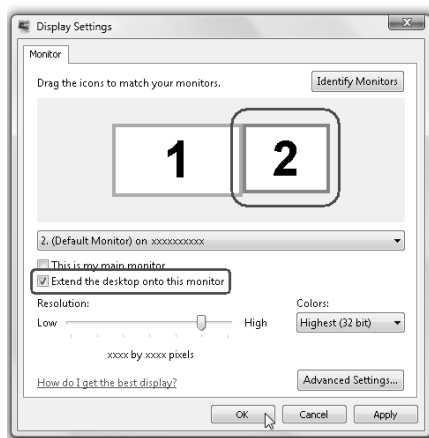 Display Settings
Monitor
Drag the icons to match your monitors.
Identify Monitors
1
2
2. (Default Monitor) on xxxxxxxxxx
This is my main monitor
Extend the desktop onto this monitor
Resolution:
Colors:
Low
High
Highest (32 bit)
xxxx by xxxx pixels
How do I get the best display?
Advanced Settings...
OK
Cancel
Apply